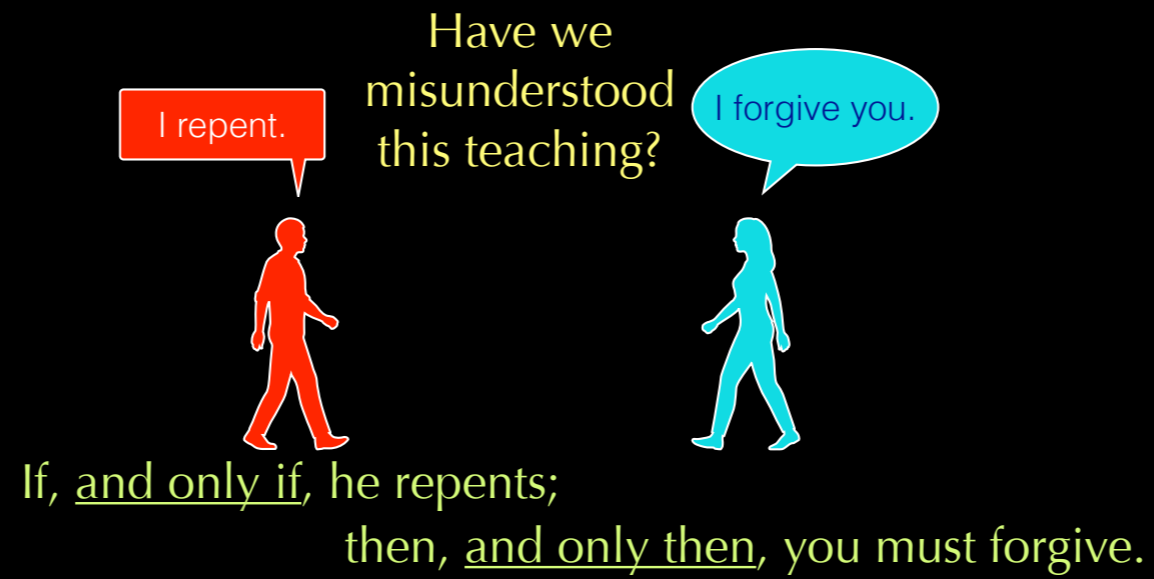 Have we
misunderstood
this teaching?
I repent.
I forgive you.
If, and only if, he repents;
then, and only then, you must forgive.